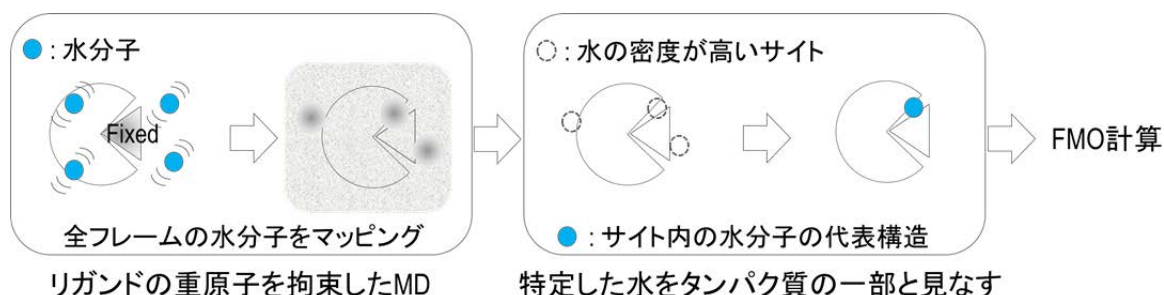 ：水分子
Fixed
全フレームの水分子をマッピング
リガンドの重原子を拘束したMD
：水の密度が高いサイト
：サイト内の水分子の代表構造
特定した水をタンパク質の一部と見なす
FMO計算